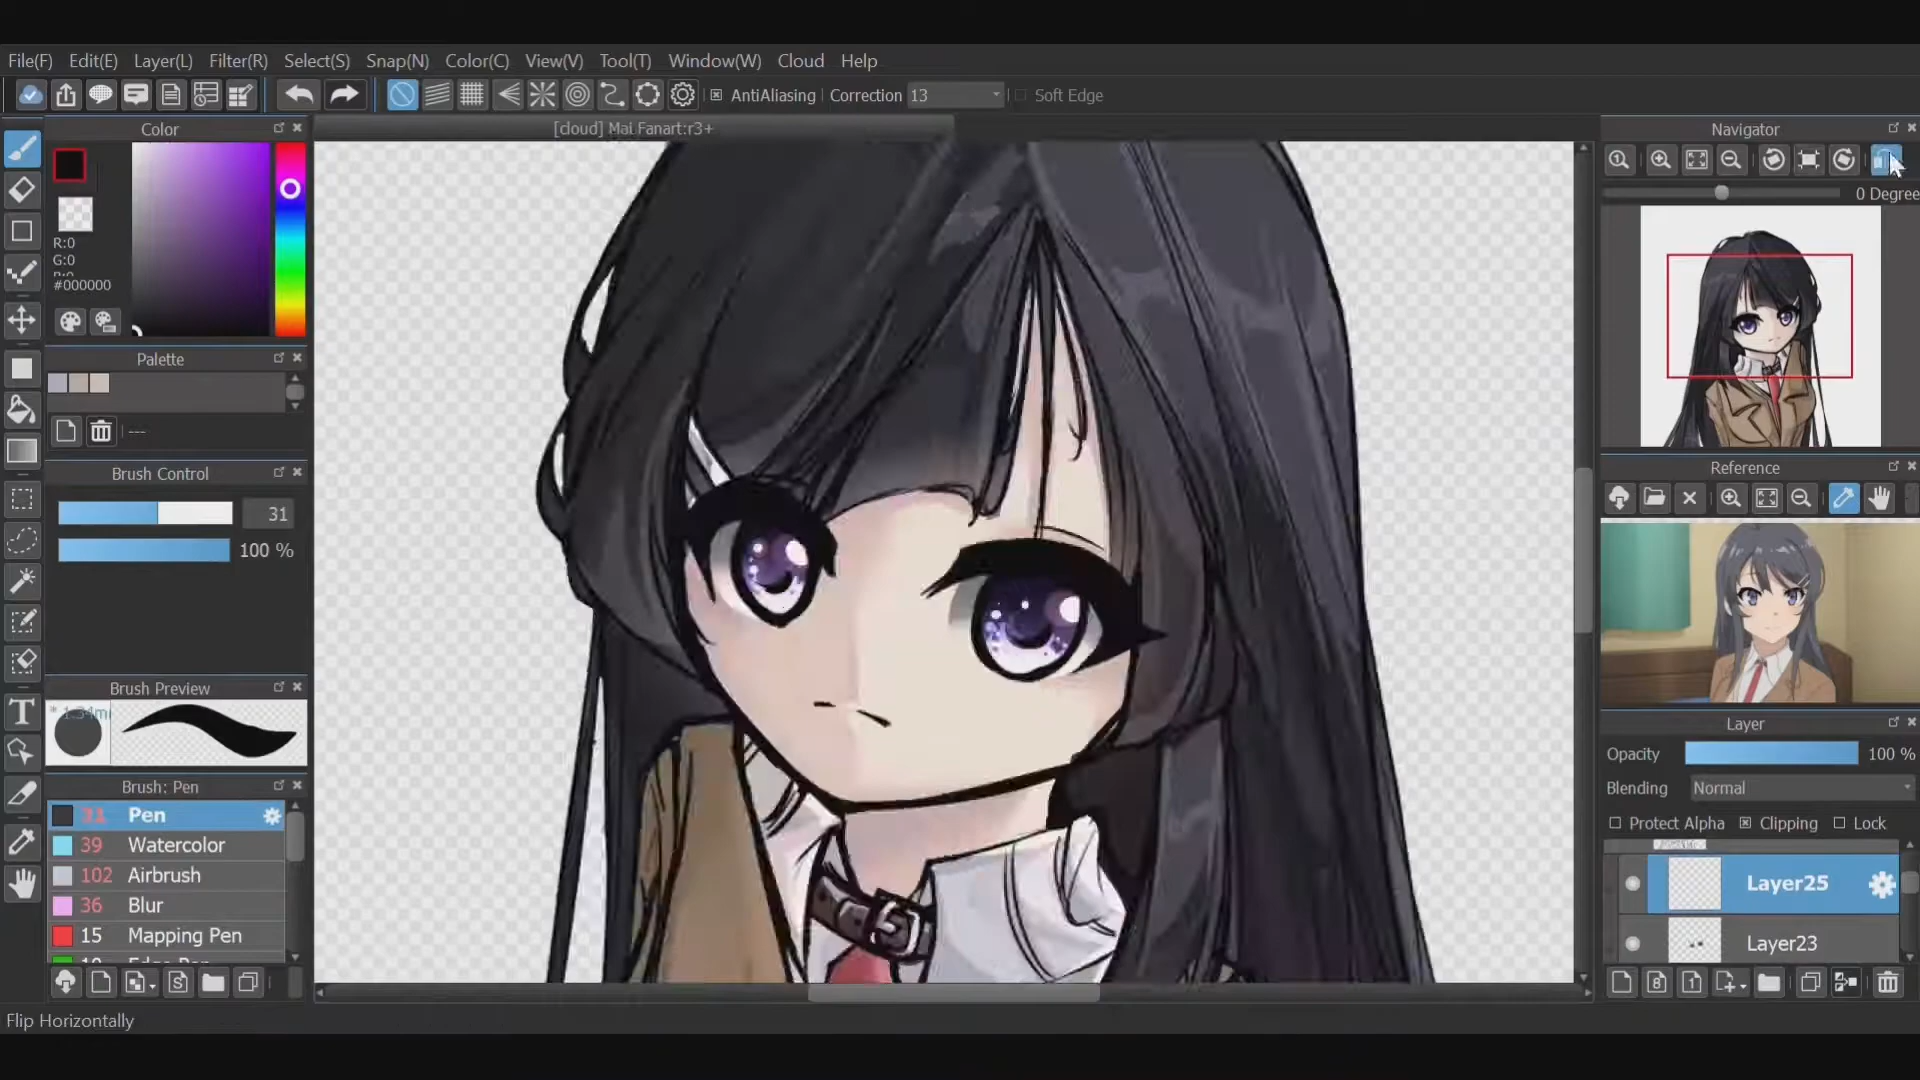 File(F) Edit(E) Layer(L) Filter(R) Select(S) Snap(N) Color(C) View(V) Tool(T) Window(W) Cloud Help
AntiAliasing Correction 13 Soft Edge
Color
[cloud] Mai Fanart:r3+
Navigator
0 Degree
R:0
G:0
#000000
Palette
---
Brush Control
31
100 %
Reference
Brush Preview
Layer
Opacity 100 %
Blending Normal
Protect Alpha Clipping Lock
Brush: Pen
31 Pen
39 Watercolor
102 Airbrush
36 Blur
15 Mapping Pen
Layer25
Layer23
Flip Horizontally